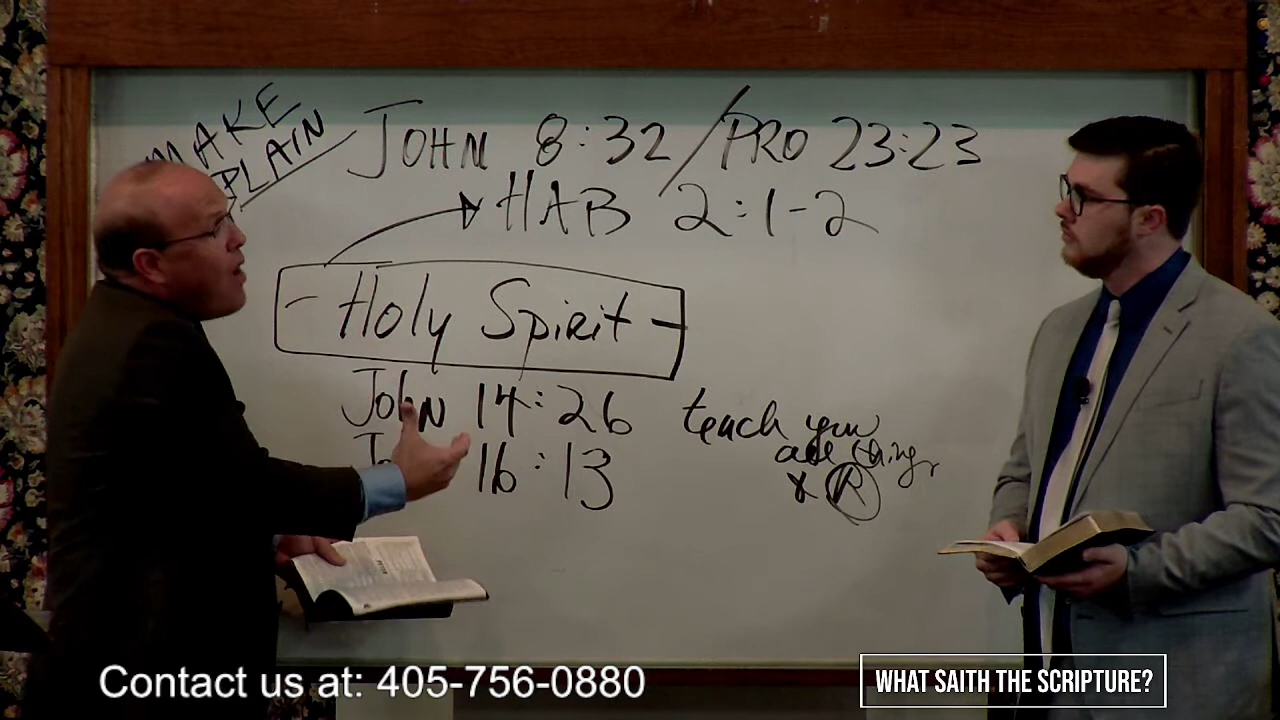 MAKE
PLAIN
JOHN 8:32 / PRO 23:23
HAB 2:1-2
- Holy Spirit -
John 14:26 teach you
all things
16:13 & R
Contact us at: 405-756-0880
WHAT SAITH THE SCRIPTURE?